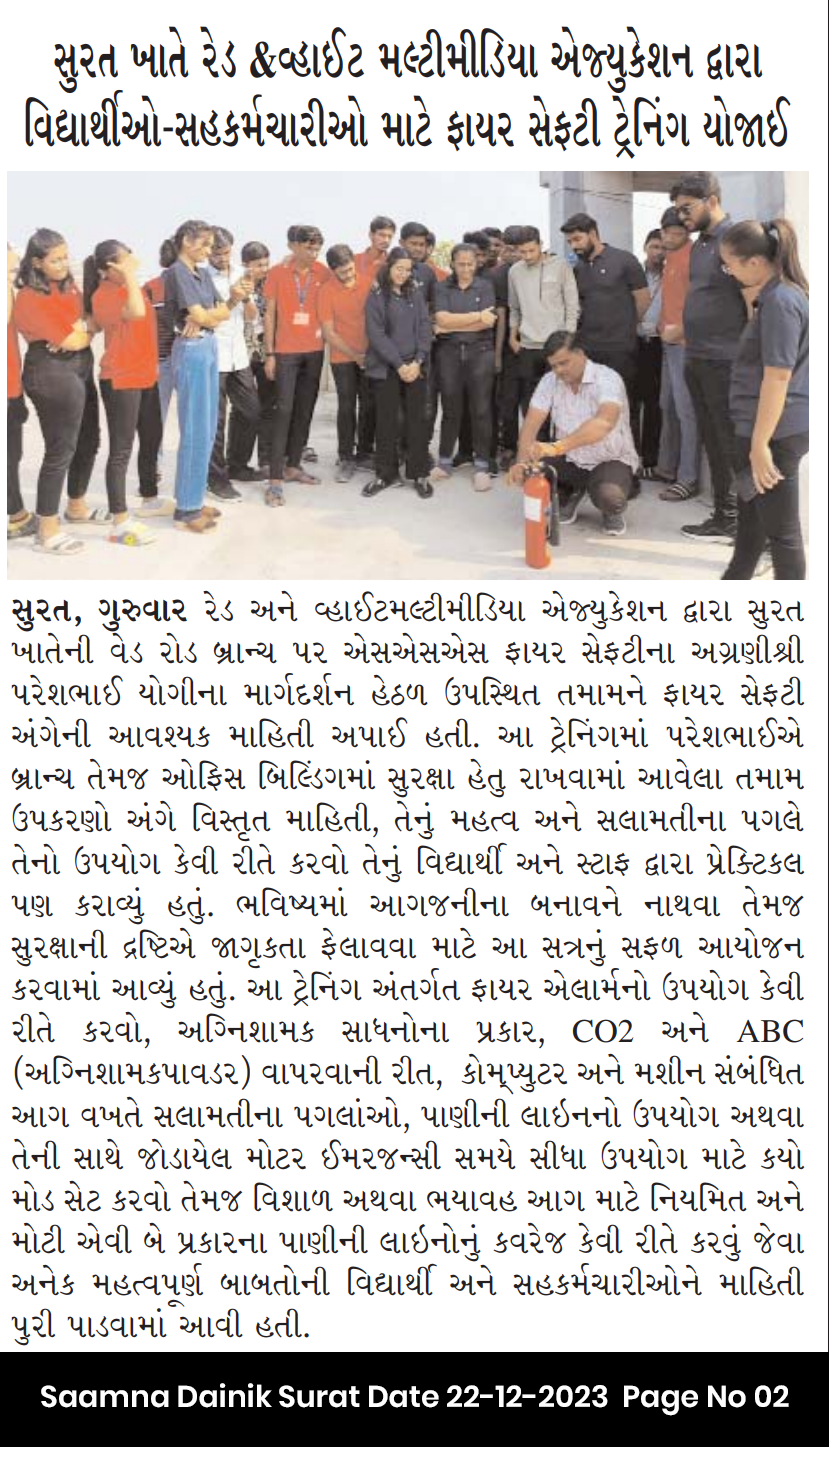 સુરત ખાતે રેડ &વ્હાઈટ મલ્ટીમીડિયા એજ્યુકેશન દ્વારા
વિદ્યાર્થીઓ-સહકર્મચારીઓ માટે ફાયર સેફટી ટ્રેનિંગ યોજાઈ
સુરત, ગુરુવાર રેડ અને વ્હાઈટમલ્ટીમીડિયા એજ્યુકેશન દ્વારા સુરત
ખાતેની વેડ રોડ બ્રાન્ચ પર એસએસએસ ફાયર સેફટીના અગ્રણીશ્રી
પરેશભાઈ યોગીના માર્ગદર્શન હેઠળ ઉપસ્થિત તમામને ફાયર સેફટી
અંગેની આવશ્યક માહિતી અપાઈ હતી. આ ટ્રેનિંગમાં પરેશભાઈએ
બ્રાન્ચ તેમજ ઓફિસ બિલ્ડિંગમાં સુરક્ષા હેતુ રાખવામાં આવેલા તમામ
ઉપકરણો અંગે વિસ્તૃત માહિતી, તેનું મહત્વ અને સલામતીના પગલે
તેનો ઉપયોગ કેવી રીતે કરવો તેનું વિદ્યાર્થી અને સ્ટાફ દ્વારા પ્રેક્ટિકલ
પણ કરાવ્યું હતું. ભવિષ્યમાં આગજનીના બનાવને નાથવા તેમજ
સુરક્ષાની દ્રષ્ટિએ જાગૃકતા ફેલાવવા માટે આ સત્રનું સફળ આયોજન
કરવામાં આવ્યું હતું. આ ટ્રેનિંગ અંતર્ગત ફાયર એલાર્મનો ઉપયોગ કેવી
રીતે કરવો, અગ્નિશામક સાધનોના પ્રકાર, CO2 અને ABC
(અગ્નિશામકપાવડર) વાપરવાની રીત, કોમ્પ્યુટર અને મશીન સંબંધિત
આગ વખતે સલામતીના પગલાંઓ, પાણીની લાઇનનો ઉપયોગ અથવા
તેની સાથે જોડાયેલ મોટર ઈમરજન્સી સમયે સીધા ઉપયોગ માટે કયો
મોડ સેટ કરવો તેમજ વિશાળ અથવા ભયાવહ આગ માટે નિયમિત અને
મોટી એવી બે પ્રકારના પાણીની લાઇનોનું કવરેજ કેવી રીતે કરવું જેવા
અનેક મહત્વપૂર્ણ બાબતોની વિદ્યાર્થી અને સહકર્મચારીઓને માહિતી
પુરી પાડવામાં આવી હતી.
Saamna Dainik Surat Date 22-12-2023 Page No 02